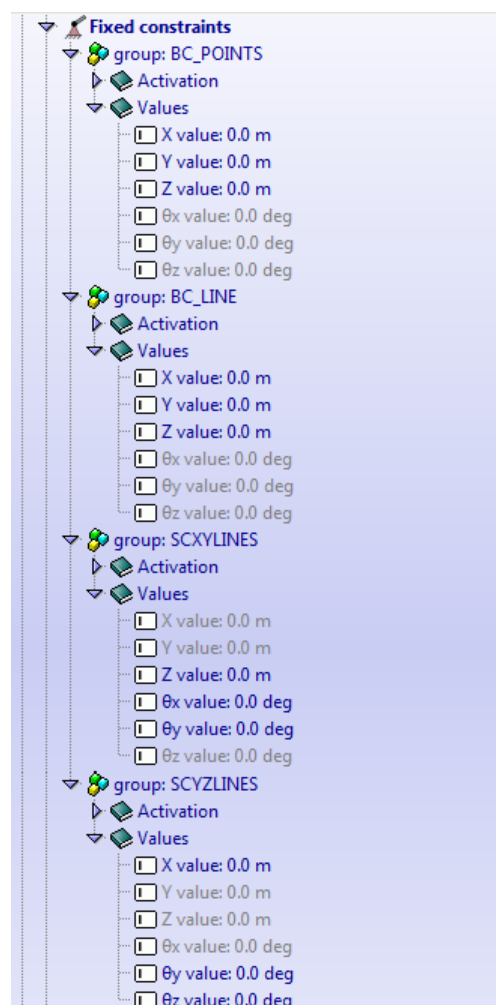 Fixed constraints
group: BC_POINTS
Activation
Values
X value: 0.0 m
Y value: 0.0 m
Z value: 0.0 m
θx value: 0.0 deg
θy value: 0.0 deg
θz value: 0.0 deg
group: BC_LINE
Activation
Values
X value: 0.0 m
Y value: 0.0 m
Z value: 0.0 m
θx value: 0.0 deg
θy value: 0.0 deg
θz value: 0.0 deg
group: SCXYLINES
Activation
Values
X value: 0.0 m
Y value: 0.0 m
Z value: 0.0 m
θx value: 0.0 deg
θy value: 0.0 deg
θz value: 0.0 deg
group: SCYZLINES
Activation
Values
X value: 0.0 m
Y value: 0.0 m
Z value: 0.0 m
θx value: 0.0 deg
θy value: 0.0 deg
θz value: 0.0 deg